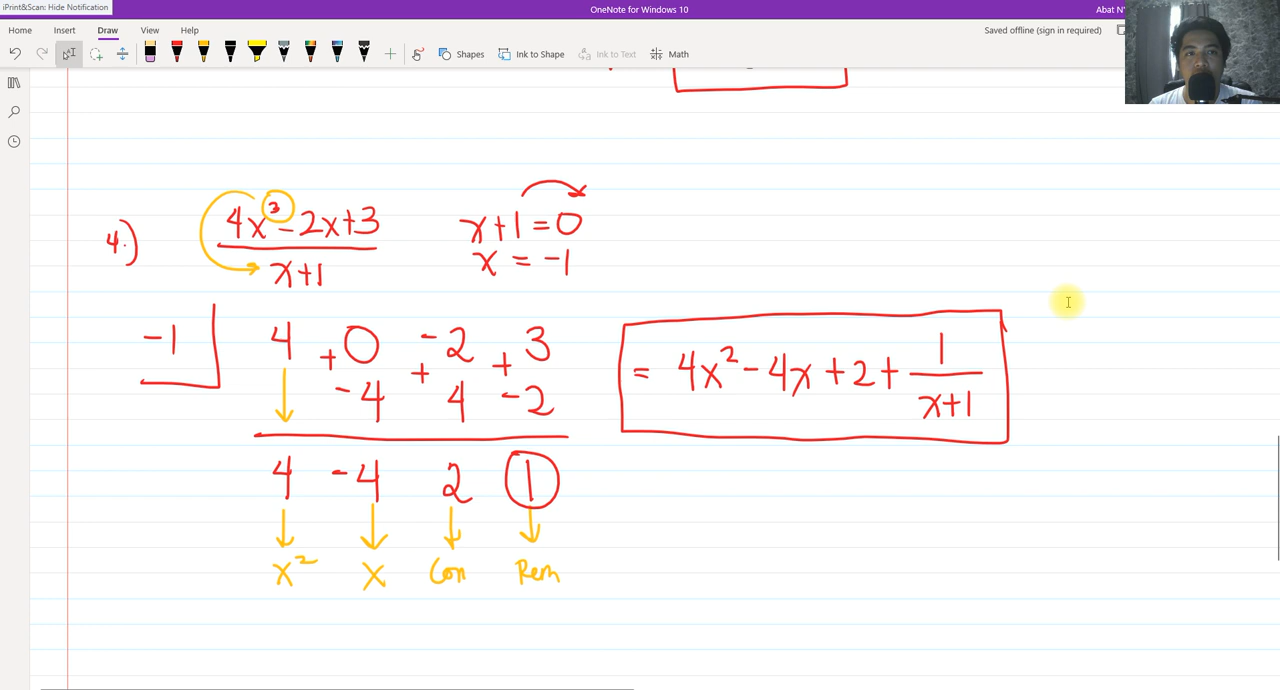 iPrint&Scan: Hide Notification
OneNote for Windows 10
Abat N
Home Insert Draw View Help
Saved offline (sign in required)
Shapes Ink to Shape Ink to Text Math
4.) 4x³ - 2x + 3
x + 1
x + 1 = 0
x = -1
-1 4 + 0 + -2 + 3
-4 4 -2
4 -4 2 1
x² x Con Rem
= 4x² - 4x + 2 + 1
x + 1